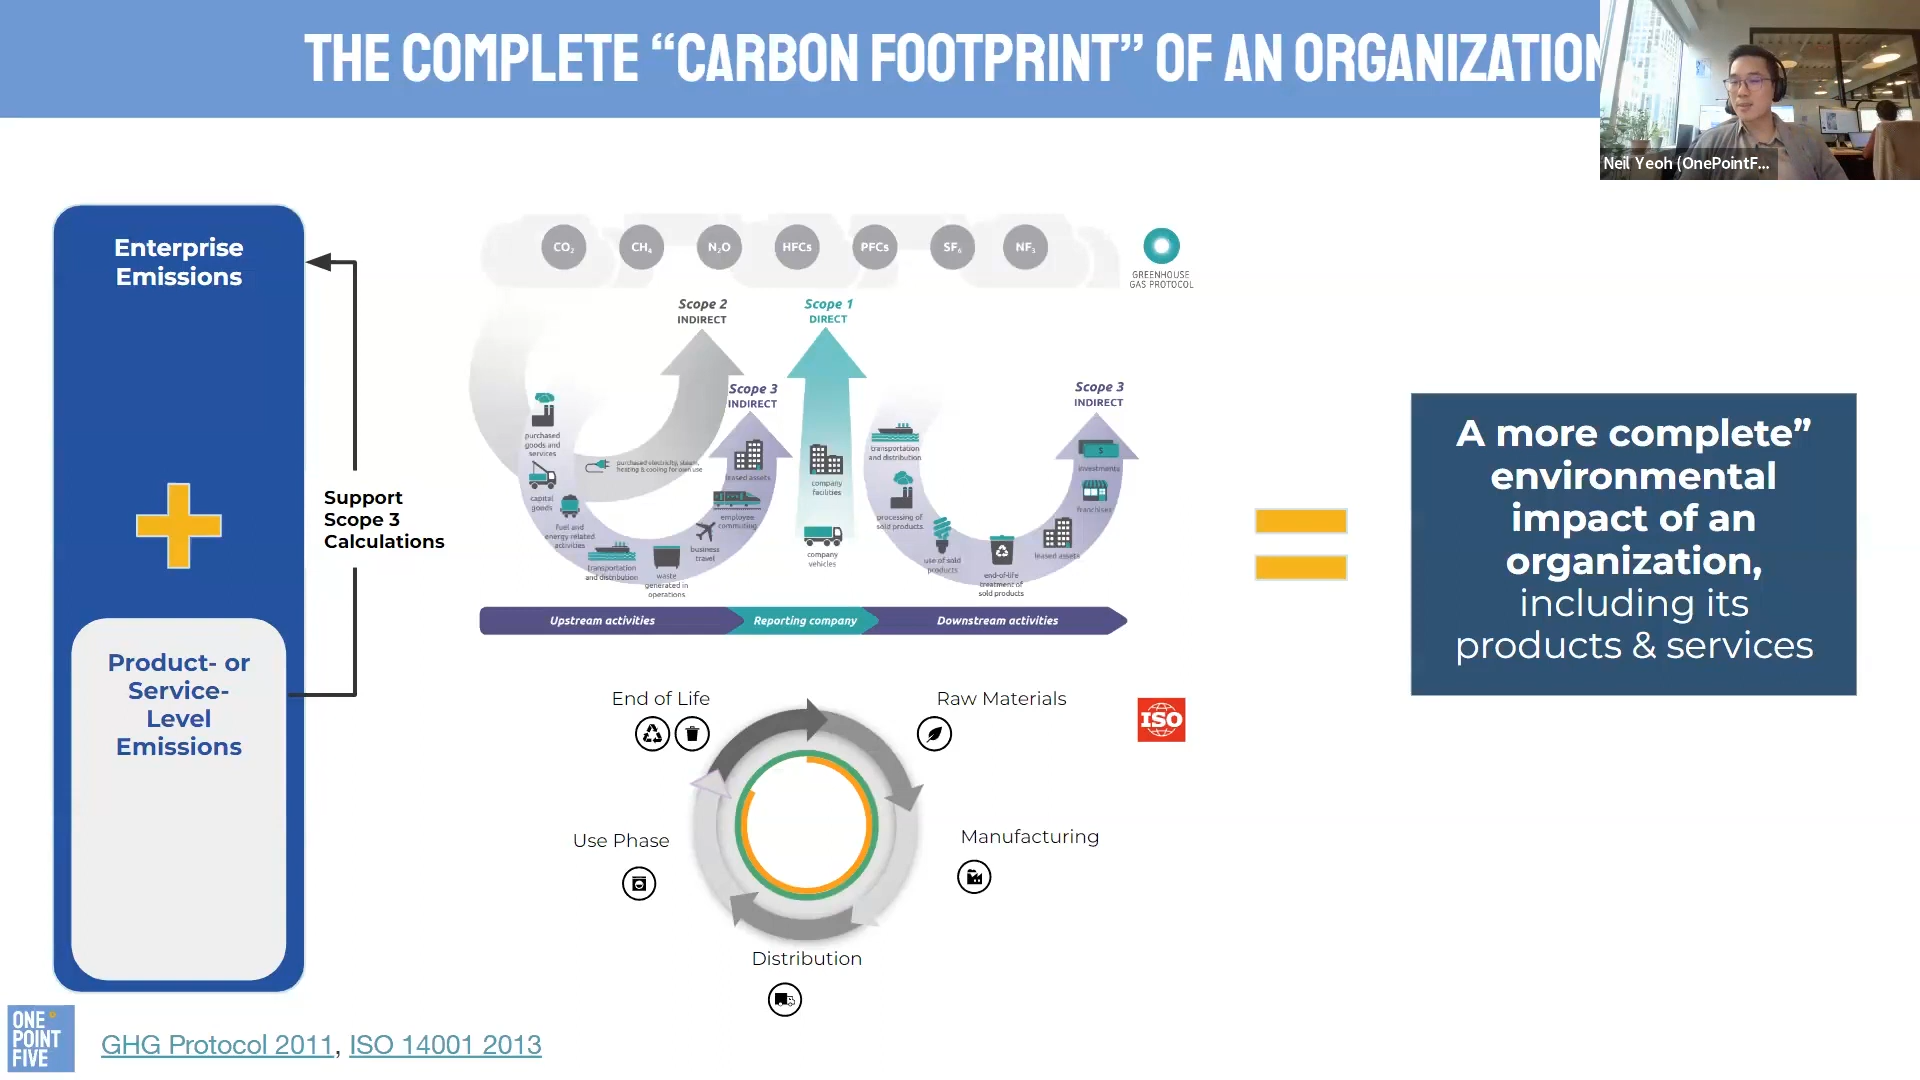 THE COMPLETE “CARBON FOOTPRINT” OF AN ORGANIZATION
Neil Yeoh (OnePointF...
Enterprise
Emissions
Support
Scope 3
Calculations
Product- or
Service-
Level
Emissions
CO₂
CH₄
N₂O
HFCs
PFCs
SF₆
NF₃
GREENHOUSE
GAS PROTOCOL
Scope 2
INDIRECT
Scope 1
DIRECT
Scope 3
INDIRECT
Scope 3
INDIRECT
purchased
goods and
services
capital
goods
fuel and
energy related
activities
transportation
and distribution
waste
generated in
operations
business
travel
employee
commuting
leased assets
purchased electricity, steam,
heating & cooling for own use
company
facilities
company
vehicles
transportation
and distribution
processing of
sold products
use of sold
products
end-of-life
treatment of
sold products
leased assets
franchises
investments
Upstream activities
Reporting company
Downstream activities
End of Life
Raw Materials
ISO
Use Phase
Manufacturing
Distribution
A more complete”
environmental
impact of an
organization,
including its
products & services
ONE
POINT
FIVE
GHG Protocol 2011, ISO 14001 2013